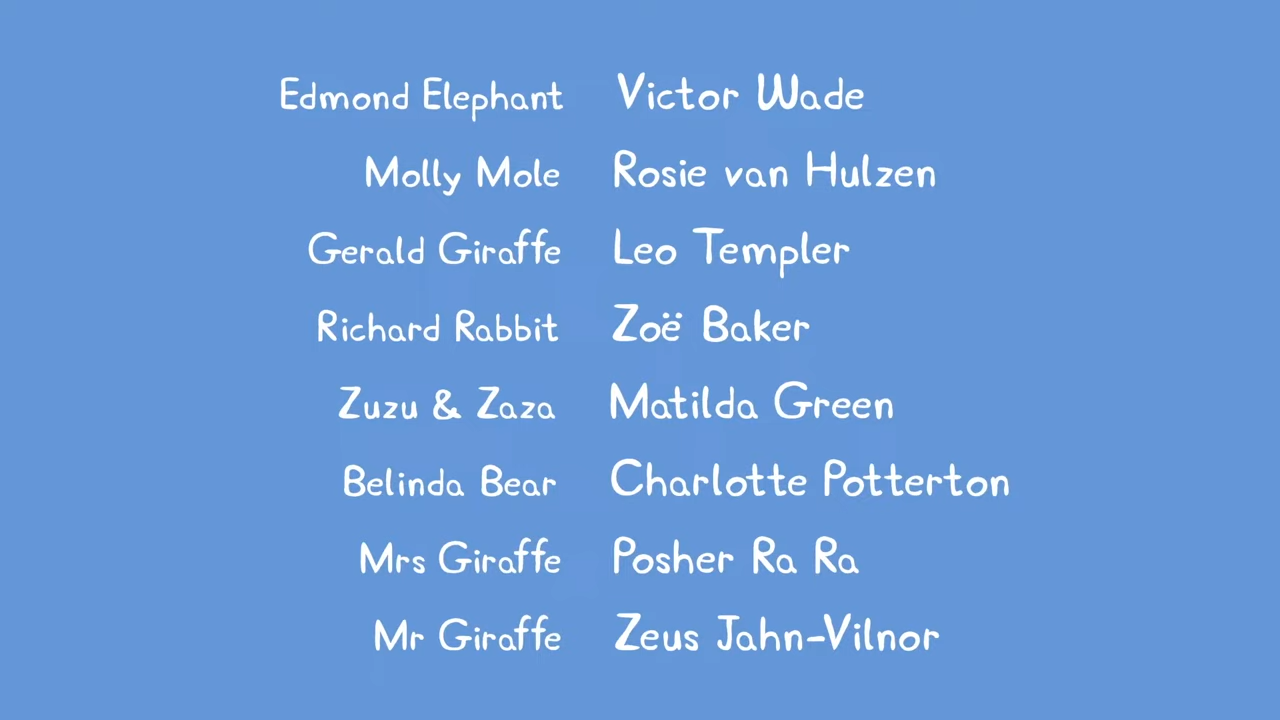 Edmond Elephant Victor Wade
Molly Mole Rosie van Hulzen
Gerald Giraffe Leo Templer
Richard Rabbit Zoë Baker
Zuzu & Zaza Matilda Green
Belinda Bear Charlotte Potterton
Mrs Giraffe Posher Ra Ra
Mr Giraffe Zeus Jahn-Vilnor